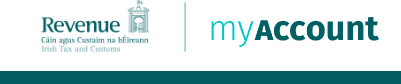 Revenue
Cáin agus Custaim na hÉireann
Irish Tax and Customs
myAccount